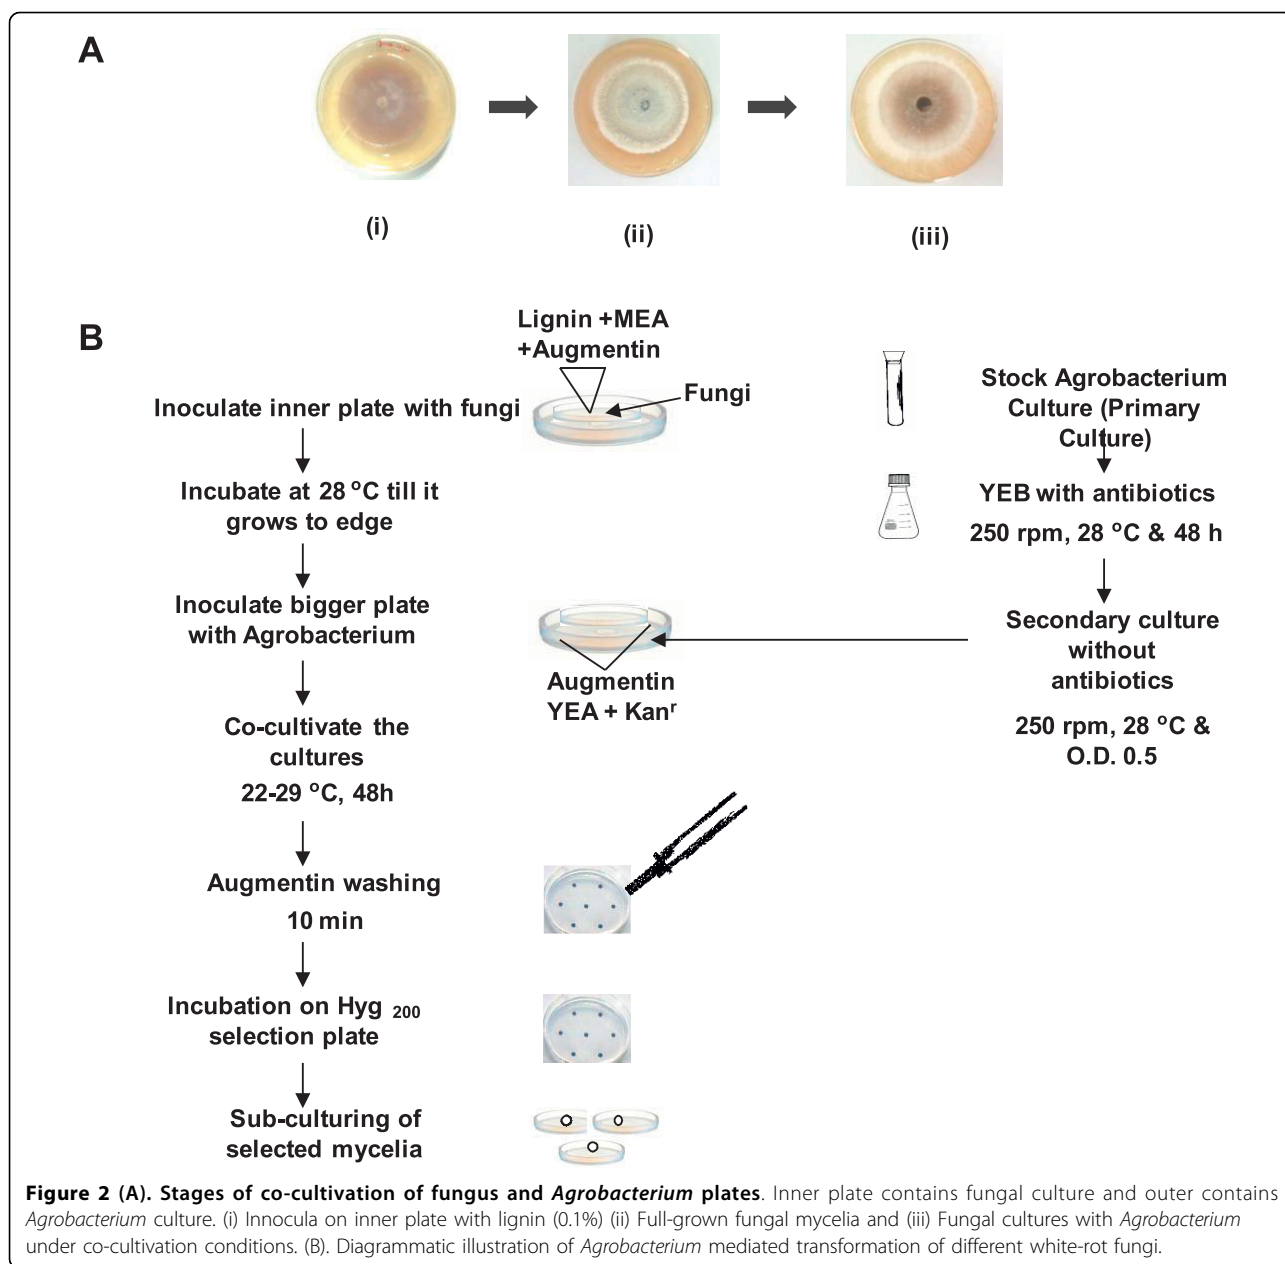 A
(i)
(ii)
(iii)
B
Lignin +MEA
+Augmentin
Fungi
Inoculate inner plate with fungi
Incubate at 28 °C till it
grows to edge
Inoculate bigger plate
with Agrobacterium
Co-cultivate the
cultures
22-29 °C, 48h
Augmentin washing
10 min
Incubation on Hyg 200
selection plate
Sub-culturing of
selected mycelia
Augmentin
YEA + Kanʳ
Stock Agrobacterium
Culture (Primary
Culture)
YEB with antibiotics
250 rpm, 28 °C & 48 h
Secondary culture
without
antibiotics
250 rpm, 28 °C &
O.D. 0.5
Figure 2 (A). Stages of co-cultivation of fungus and Agrobacterium plates. Inner plate contains fungal culture and outer contains
Agrobacterium culture. (i) Innocula on inner plate with lignin (0.1%) (ii) Full-grown fungal mycelia and (iii) Fungal cultures with Agrobacterium
under co-cultivation conditions. (B). Diagrammatic illustration of Agrobacterium mediated transformation of different white-rot fungi.